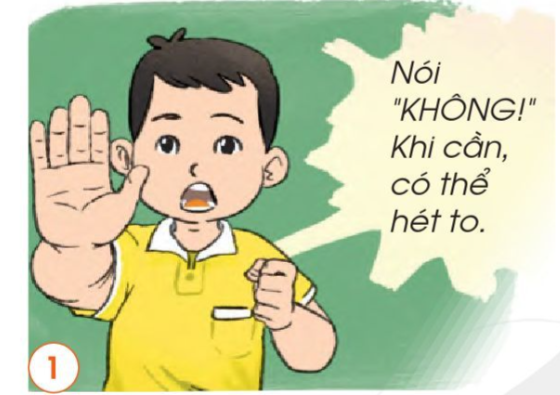 Nói
"KHÔNG!"
Khi cần,
có thể
hét to.
1